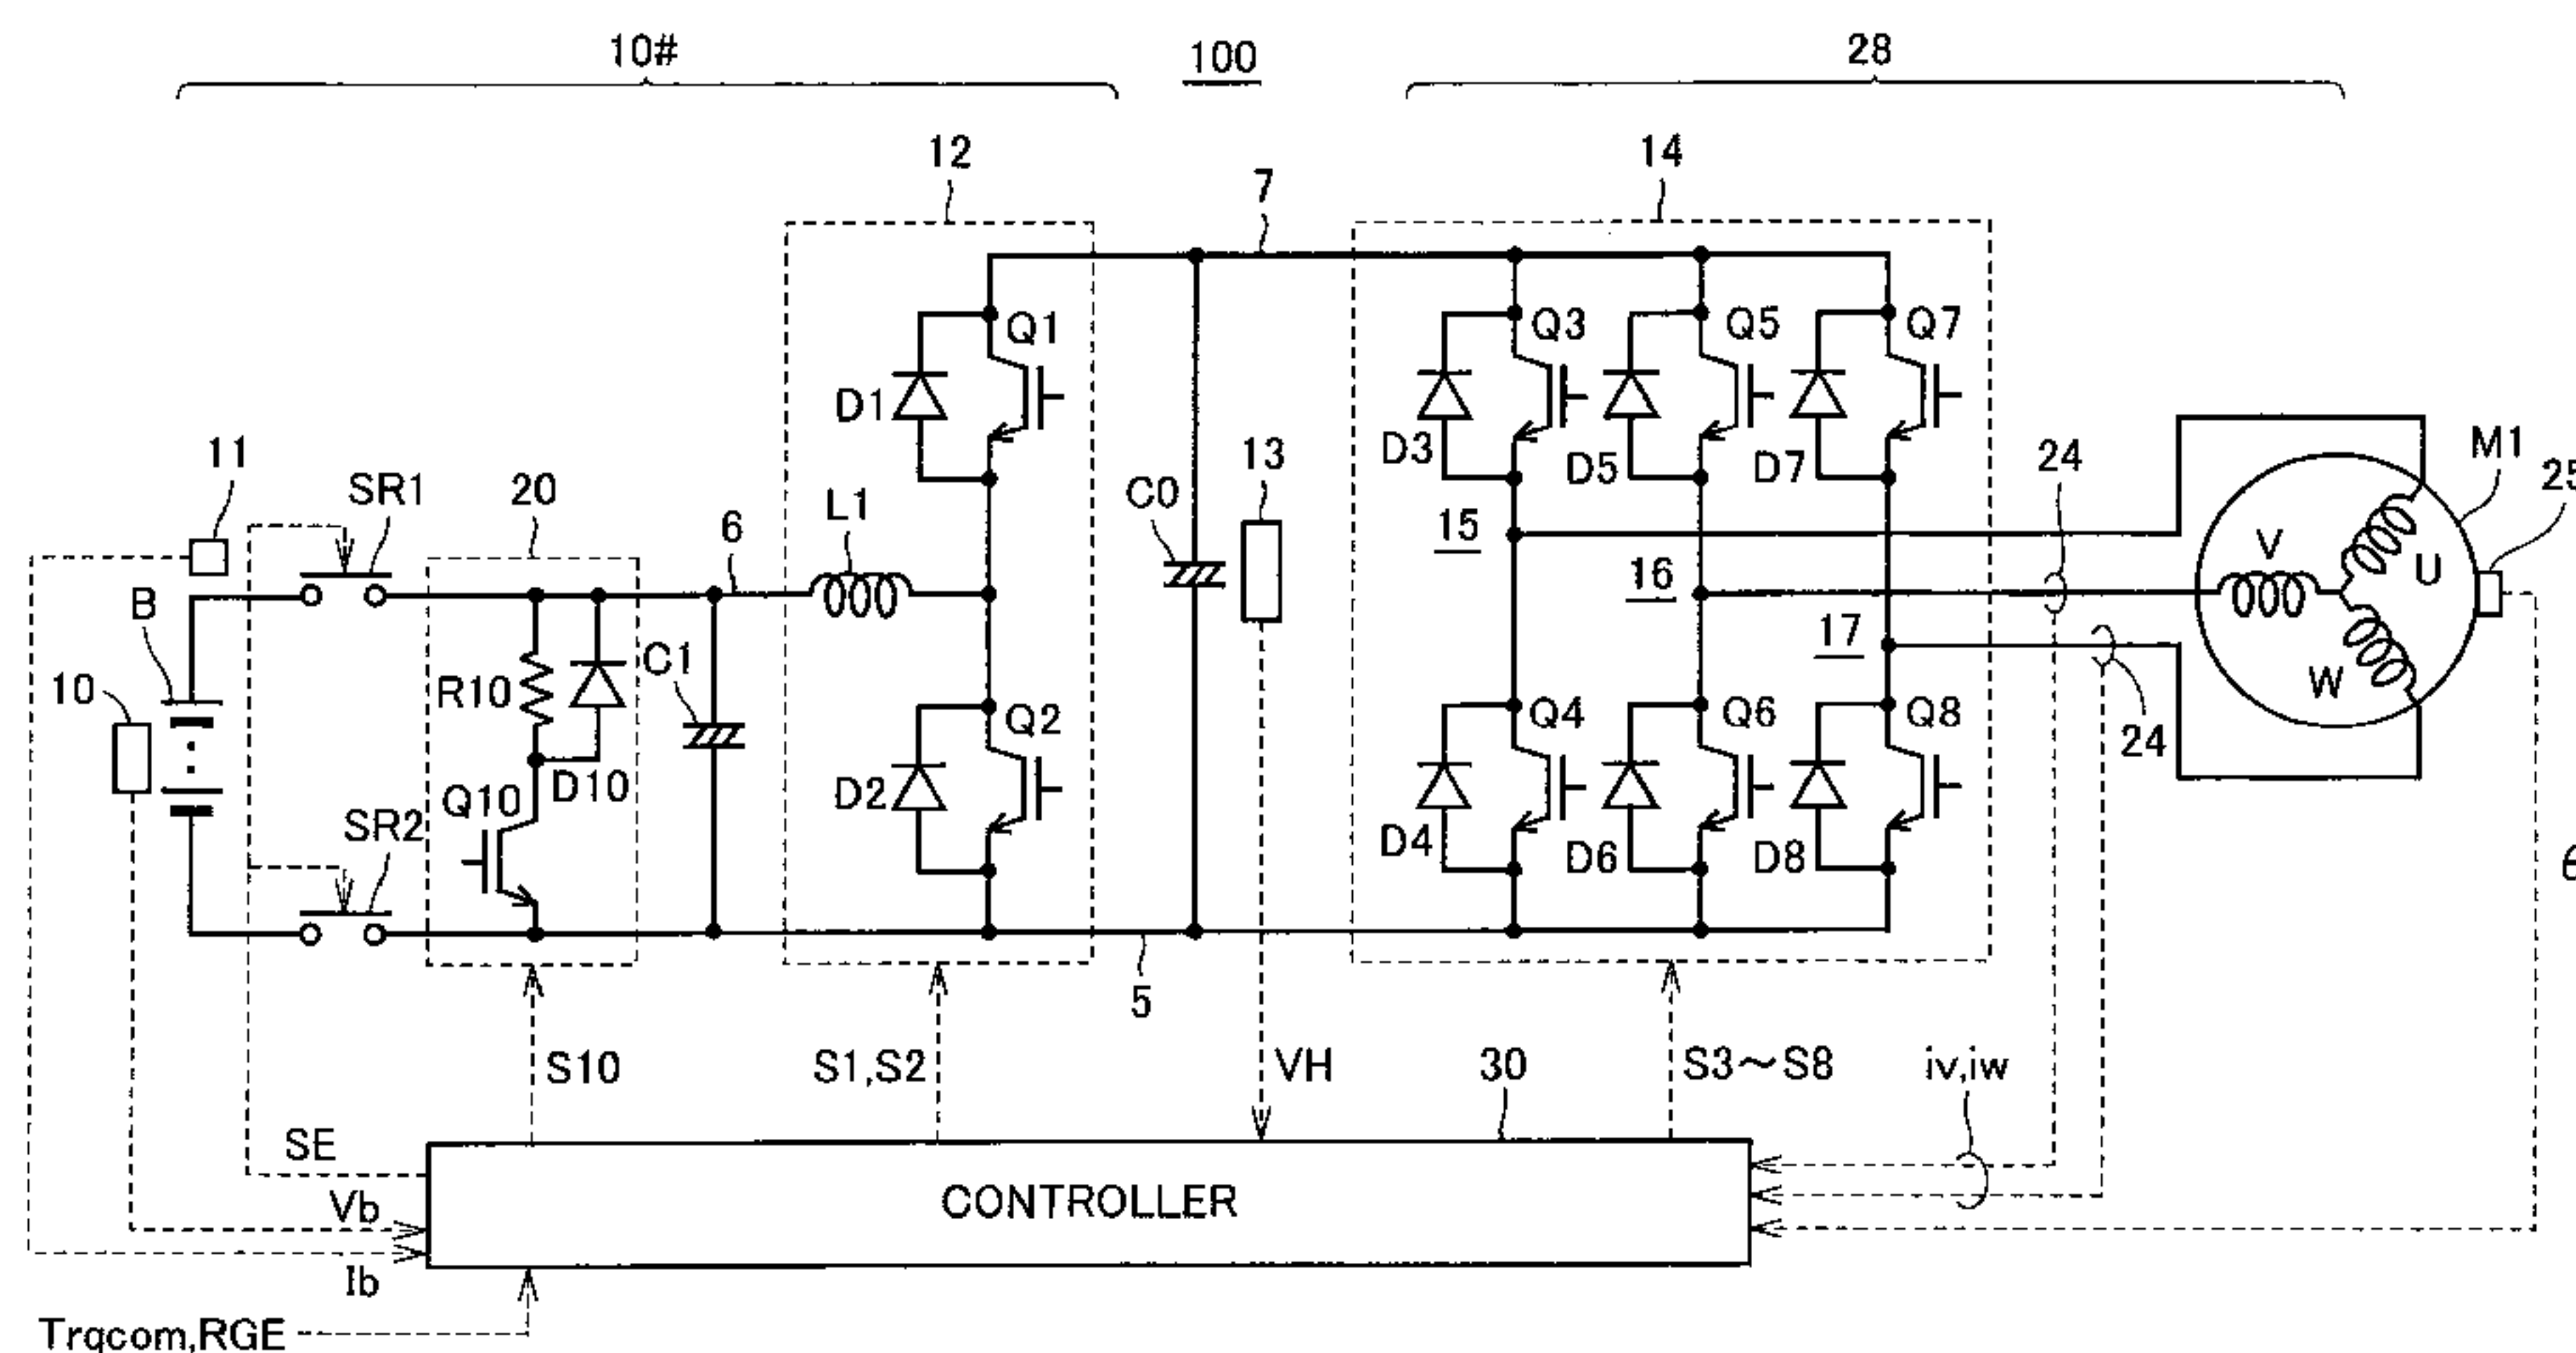 10# 100 28
12 14
7
Q1 Q3 Q5 Q7
D1 D3 D5 D7
11 SR1 20 6 L1 C0 13 24 M1 25
15 V U
B 16
10 R10 C1 17 W
Q2 Q4 Q6 Q8 24
Q10 D10 D2
SR2 D4 D6 D8
5
S10 S1,S2 VH 30 S3～S8 iv,iw
SE
Vb CONTROLLER
Ib
Trqcom,RGE